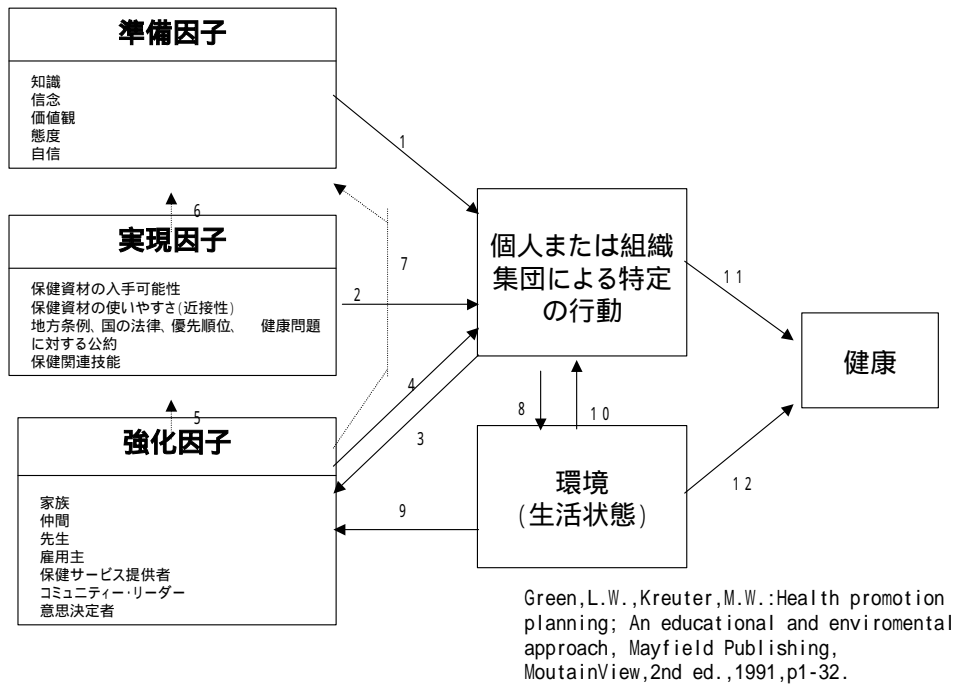 準備因子
知識
信念
価値観
態度
自信
1
6
実現因子
保健資材の入手可能性
保健資材の使いやすさ(近接性)
地方条例、国の法律、優先順位、 健康問題
に対する公約
保健関連技能
2
7
個人または組織
集団による特定
の行動
11
健康
5
強化因子
家族
仲間
先生
雇用主
保健サービス提供者
コミュニティー・リーダー
意思決定者
4
3
8
10
9
環境
(生活状態)
12
Green,L.W.,Kreuter,M.W.:Health promotion
planning; An educational and enviromental
approach, Mayfield Publishing,
MoutainView,2nd ed.,1991,p1-32.